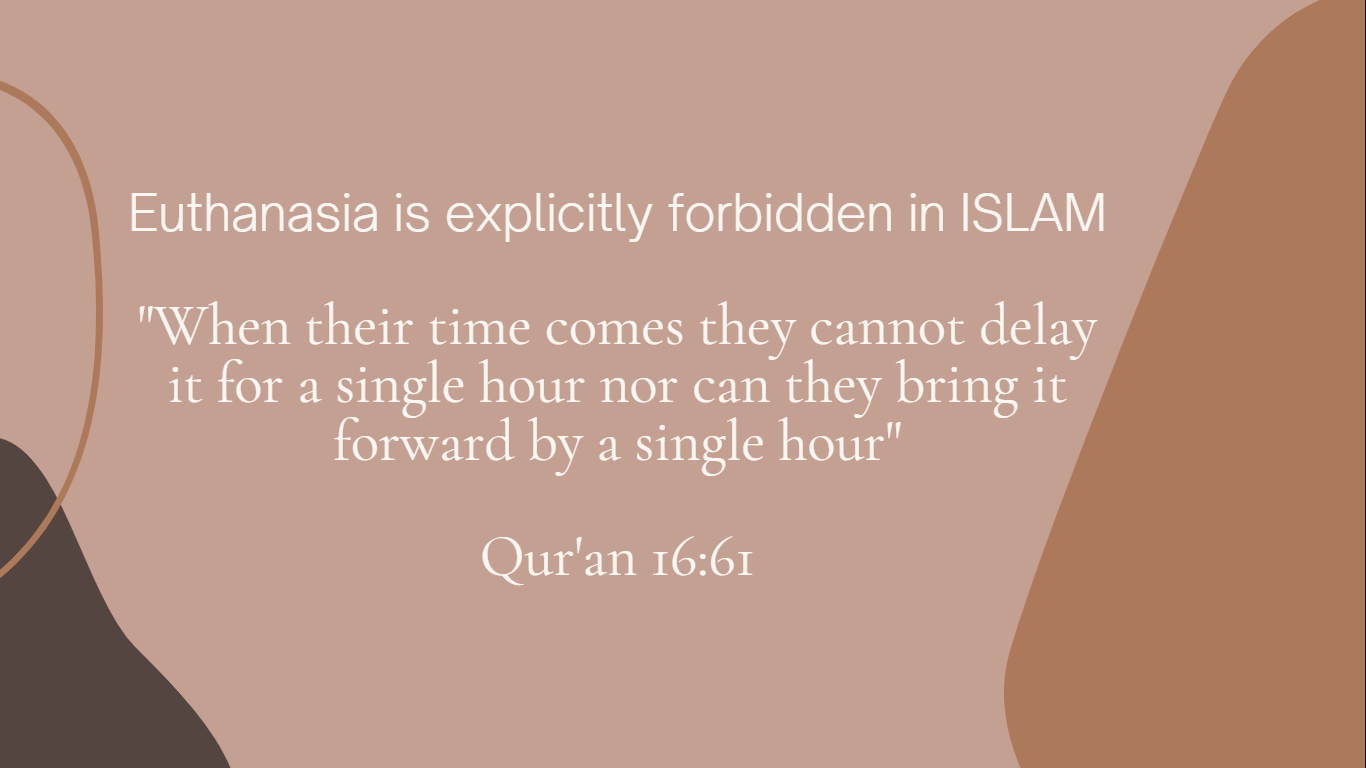 Euthanasia is explicitly forbidden in ISLAM
"When their time comes they cannot delay
it for a single hour nor can they bring it
forward by a single hour"
Qur'an 16:61